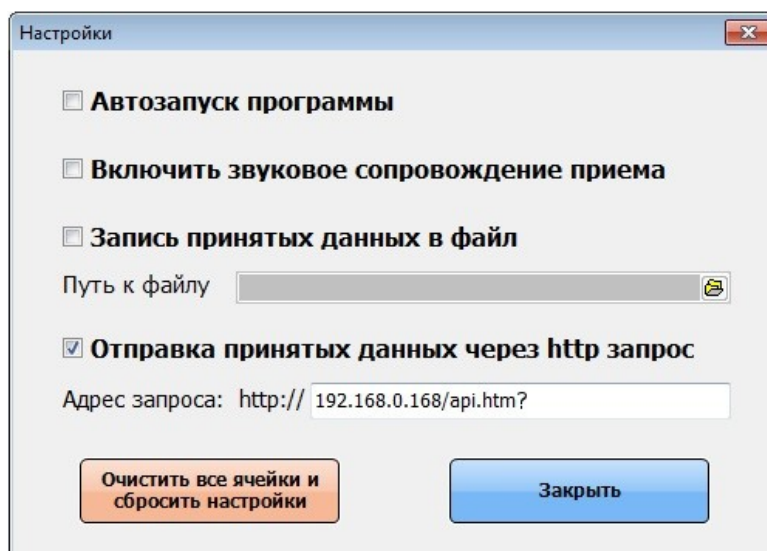 Настройки
Автозапуск программы
Включить звуковое сопровождение приема
Запись принятых данных в файл
Путь к файлу
Отправка принятых данных через http запрос
Адрес запроса: http:// 192.168.0.168/api.htm?
Очистить все ячейки и
сбросить настройки
Закрыть